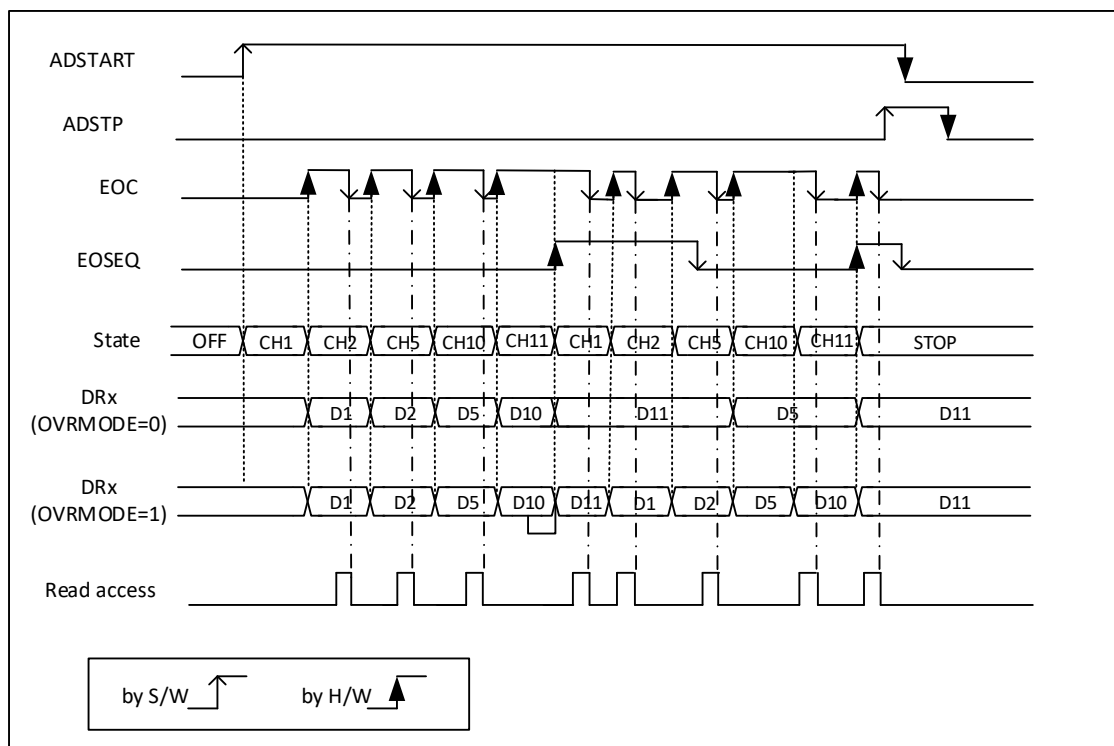 ADSTART
ADSTP
EOC
EOSEQ
State OFF CH1 CH2 CH5 CH10 CH11 CH1 CH2 CH5 CH10 CH11 STOP
DRx
(OVRMODE=0) D1 D2 D5 D10 D11 D5 D11
DRx
(OVRMODE=1) D1 D2 D5 D10 D11 D1 D2 D5 D10 D11
Read access
by S/W by H/W